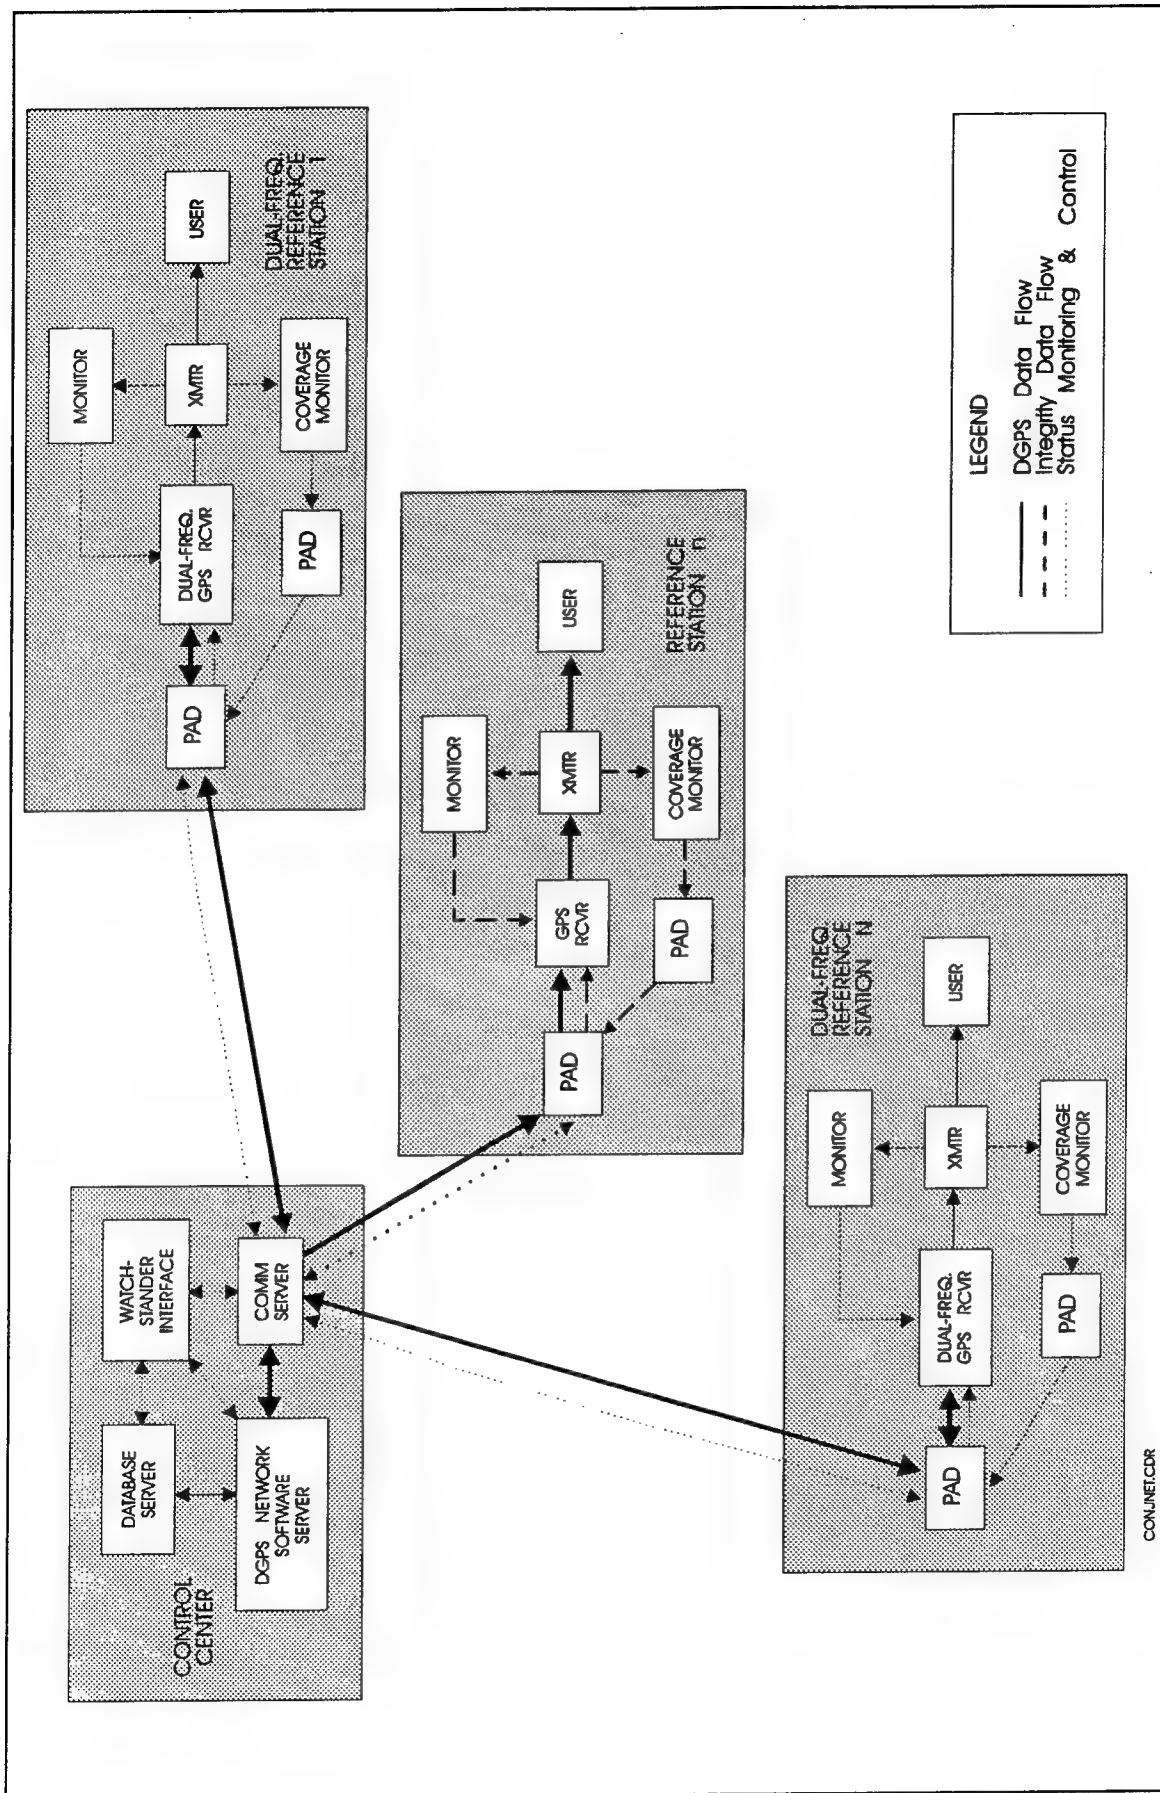 CONTROL
CENTER
DATABASE
SERVER
WATCH-
STANDER
INTERFACE
DGPS NETWORK
SOFTWARE
SERVER
COMM
SERVER
MONITOR
PAD
DUAL-FREQ.
GPS RCVR
XMTR
USER
PAD
COVERAGE
MONITOR
DUAL-FREQ.
REFERENCE
STATION 1
MONITOR
PAD
GPS
RCVR
XMTR
USER
PAD
COVERAGE
MONITOR
REFERENCE
STATION n
MONITOR
DUAL-FREQ.
REFERENCE
STATION N
PAD
DUAL-FREQ.
GPS RCVR
XMTR
USER
PAD
COVERAGE
MONITOR
LEGEND
DGPS Data Flow
Integrity Data Flow
Status Monitoring & Control
CONJNET.CDR